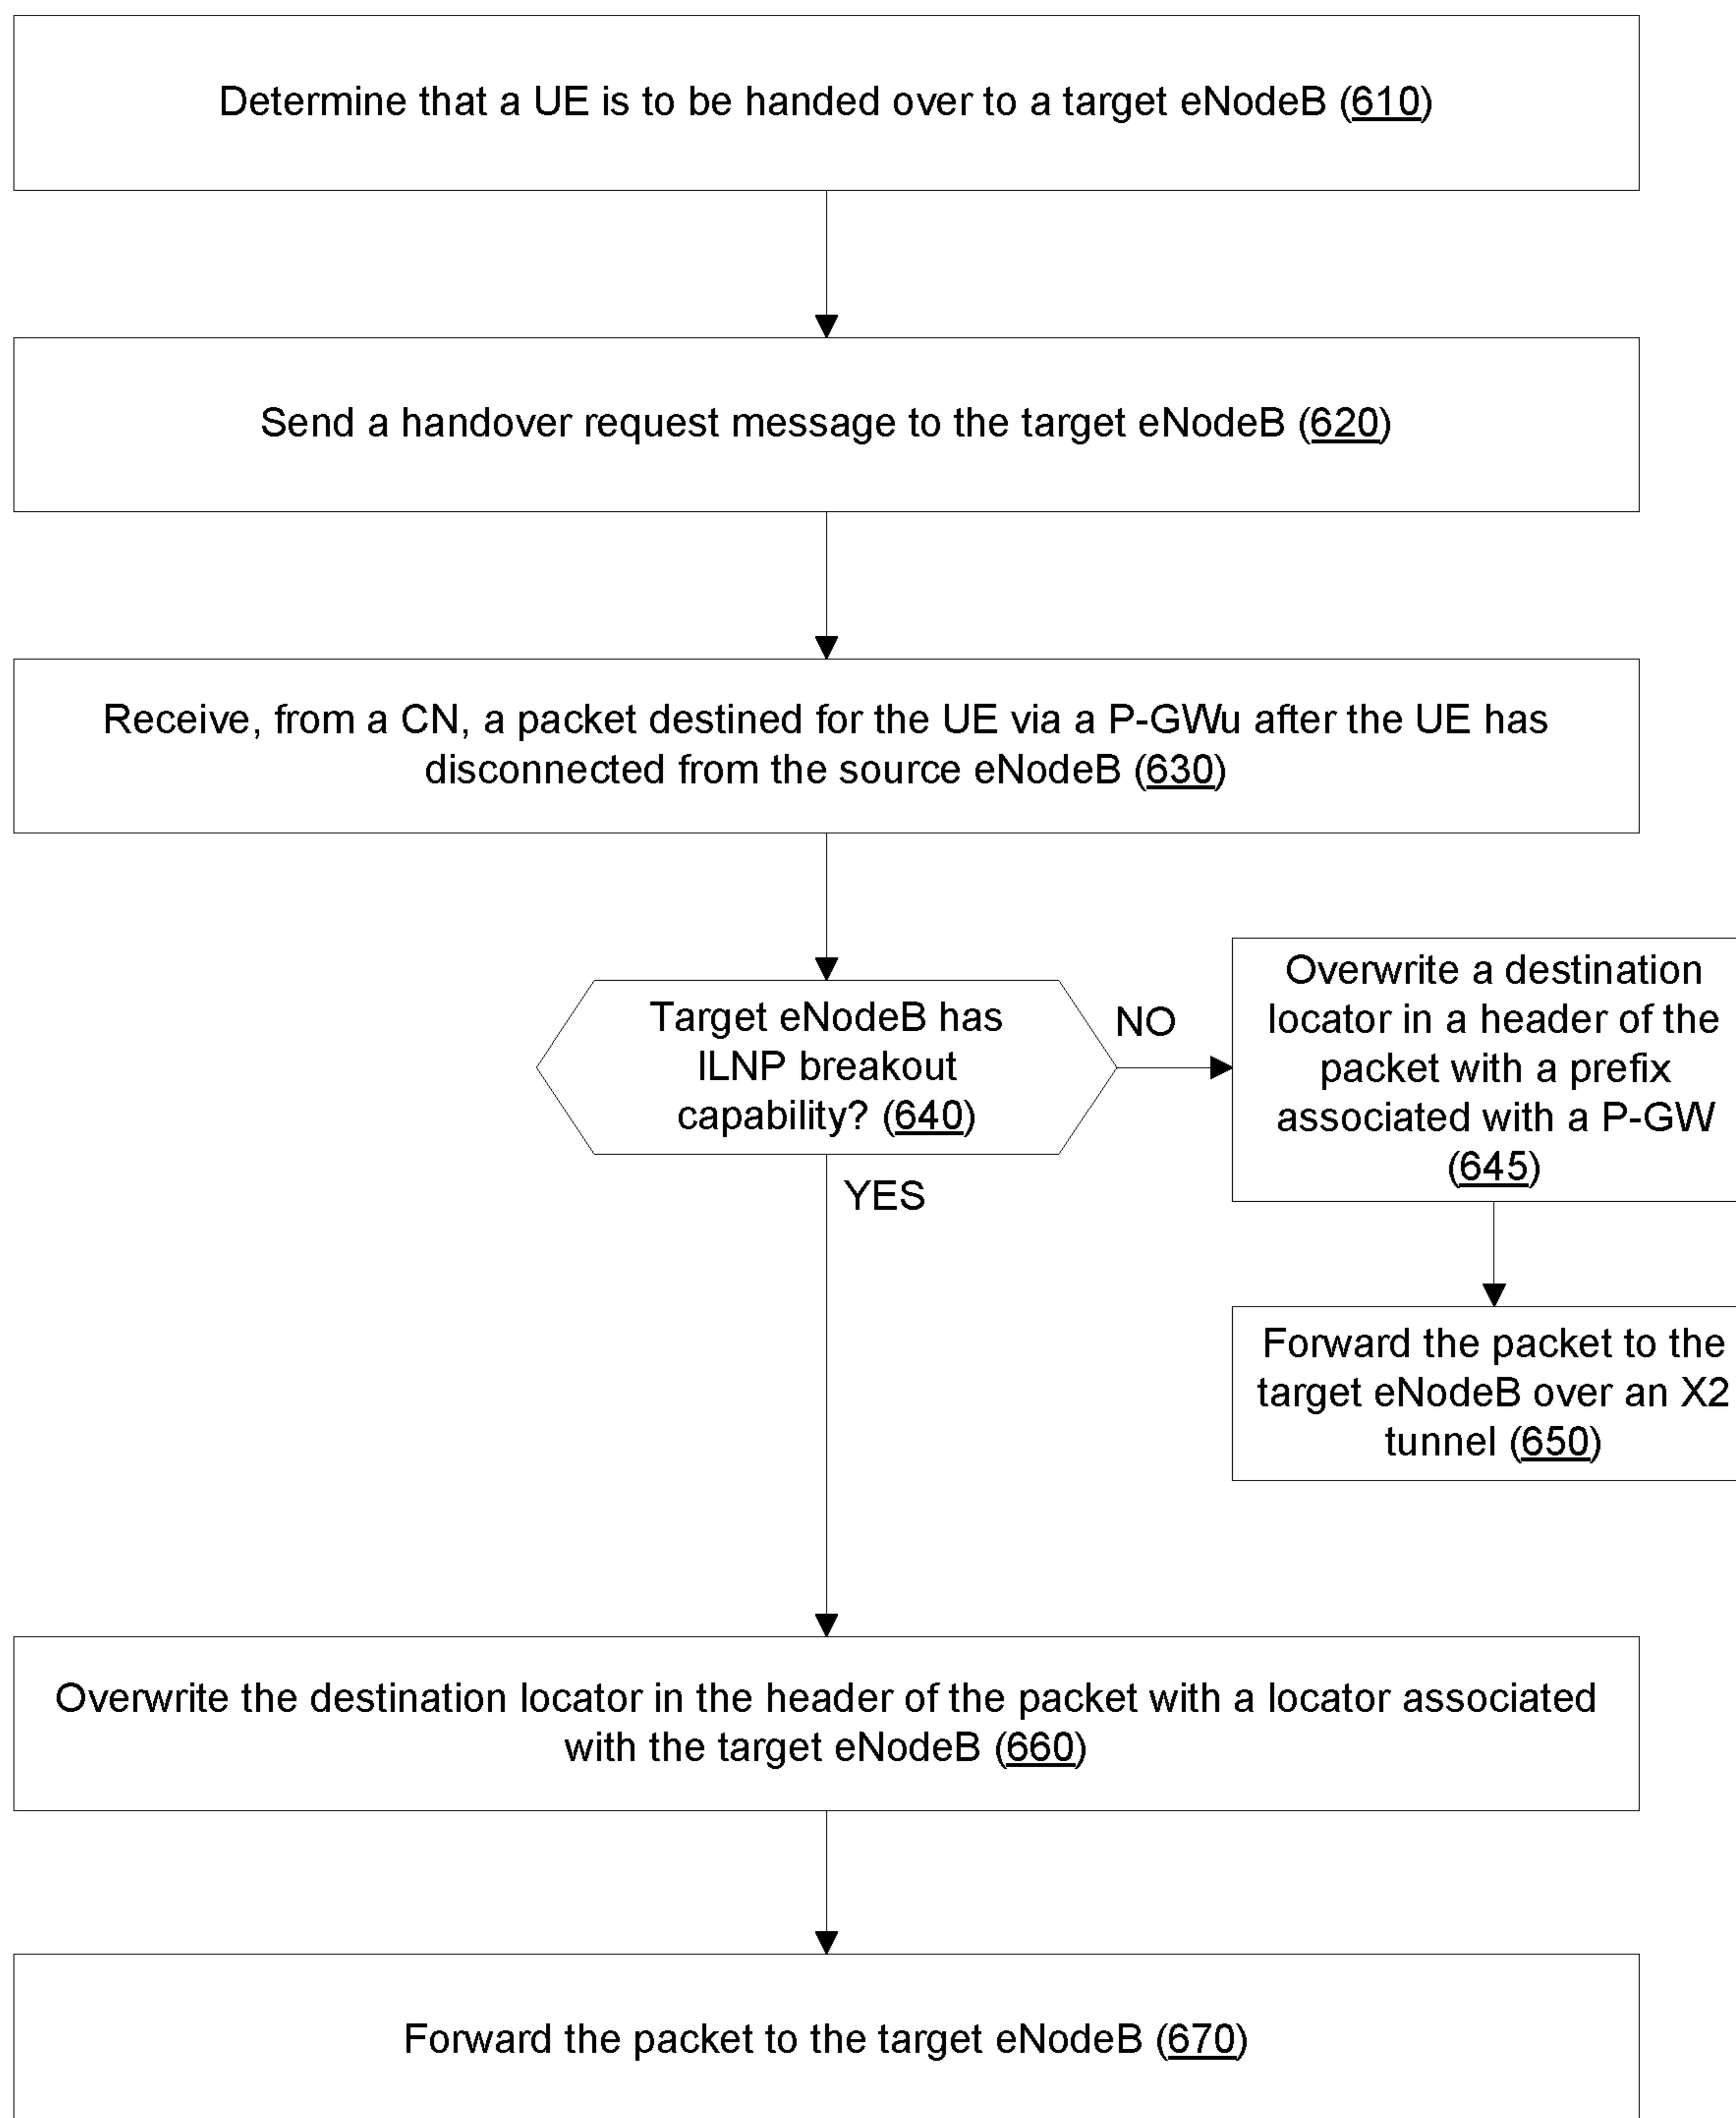 Determine that a UE is to be handed over to a target eNodeB (610)
Send a handover request message to the target eNodeB (620)
Receive, from a CN, a packet destined for the UE via a P-GWu after the UE has
disconnected from the source eNodeB (630)
Target eNodeB has
ILNP breakout
capability? (640)
NO
Overwrite a destination
locator in a header of the
packet with a prefix
associated with a P-GW
(645)
YES
Forward the packet to the
target eNodeB over an X2
tunnel (650)
Overwrite the destination locator in the header of the packet with a locator associated
with the target eNodeB (660)
Forward the packet to the target eNodeB (670)